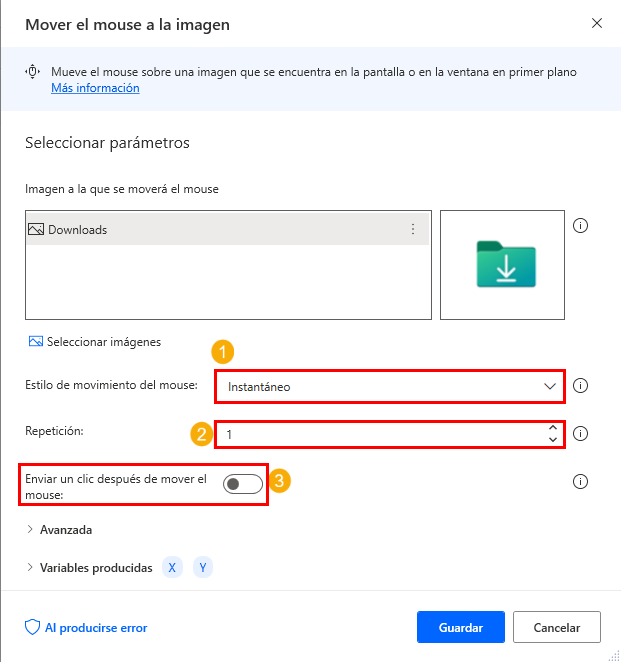 Mover el mouse a la imagen
Mueve el mouse sobre una imagen que se encuentra en la pantalla o en la ventana en primer plano
Más información
Seleccionar parámetros
Imagen a la que se moverá el mouse
Downloads
Seleccionar imágenes
1
Estilo de movimiento del mouse:
Instantáneo
Repetición:
2
1
Enviar un clic después de mover el
mouse:
3
Avanzada
Variables producidas X Y
Al producirse error
Guardar
Cancelar